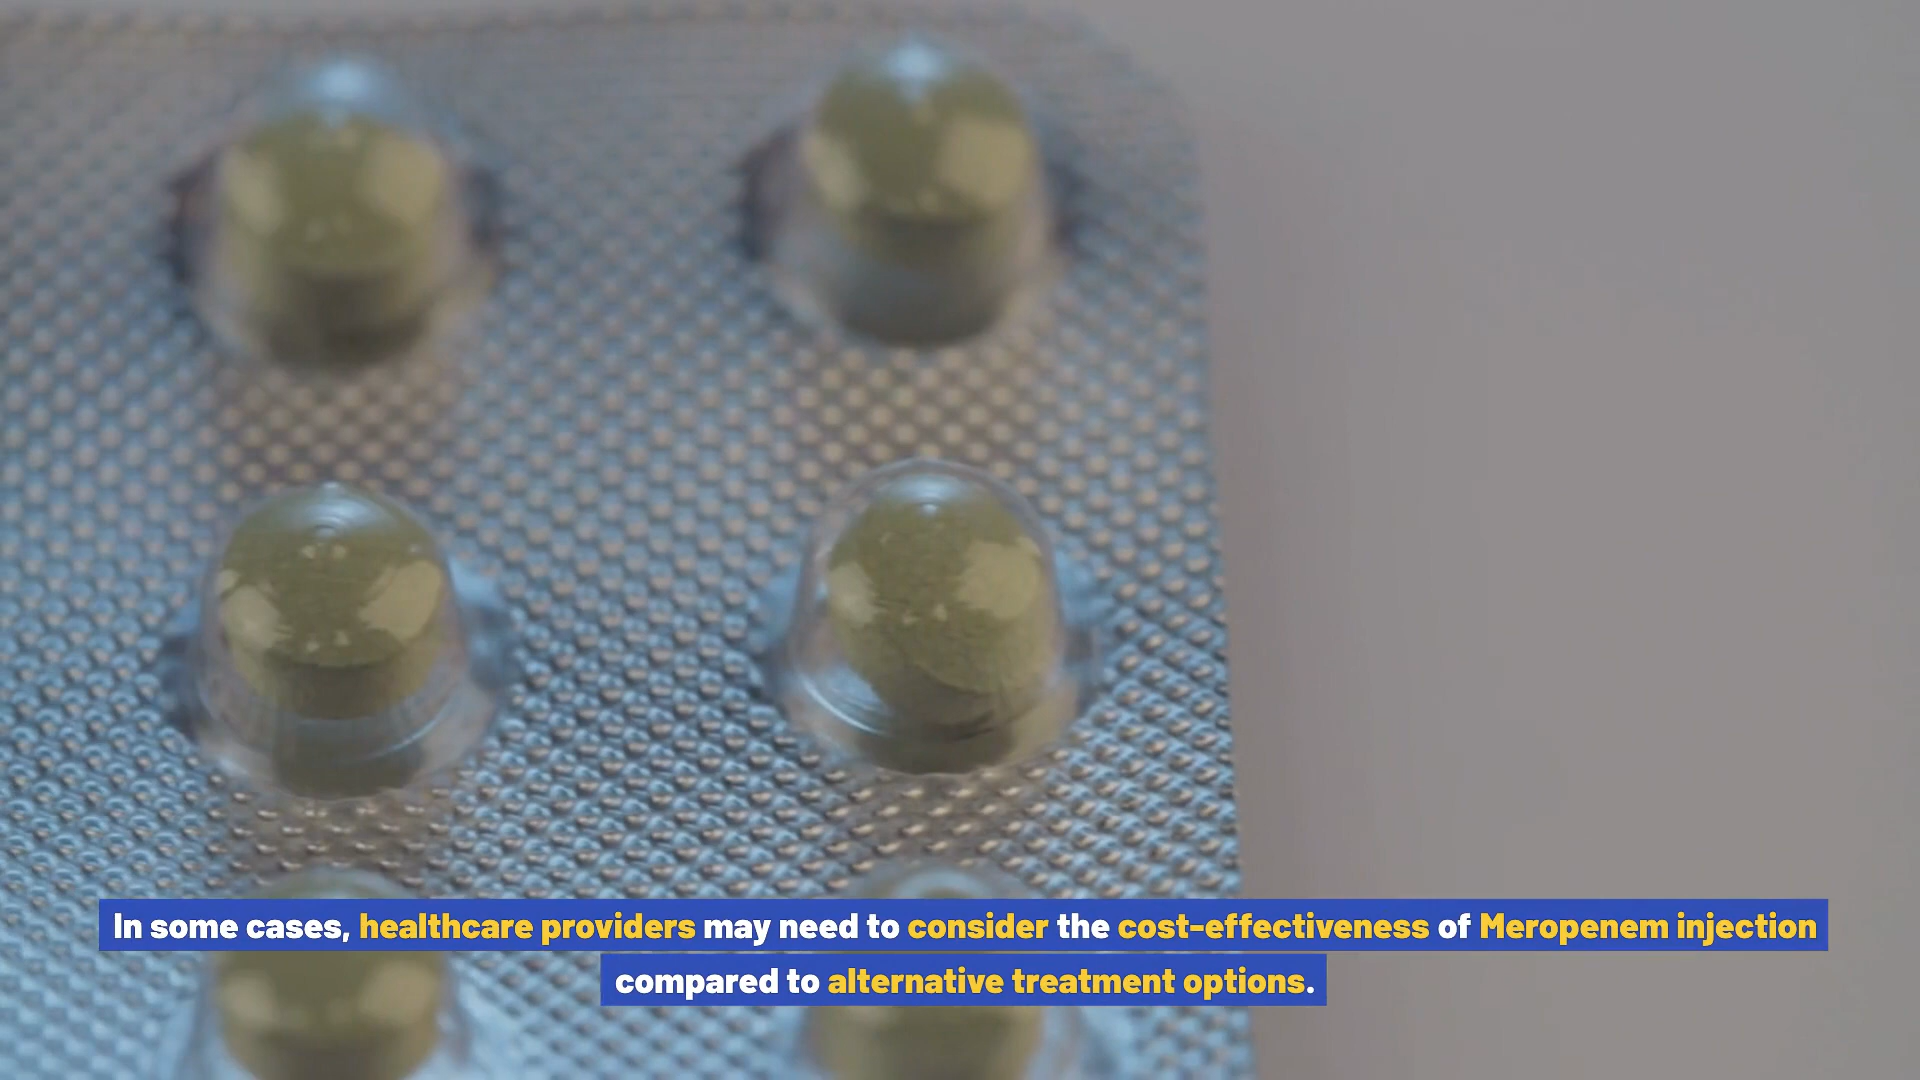 In some cases, healthcare providers may need to consider the cost-effectiveness of Meropenem injection
compared to alternative treatment options.